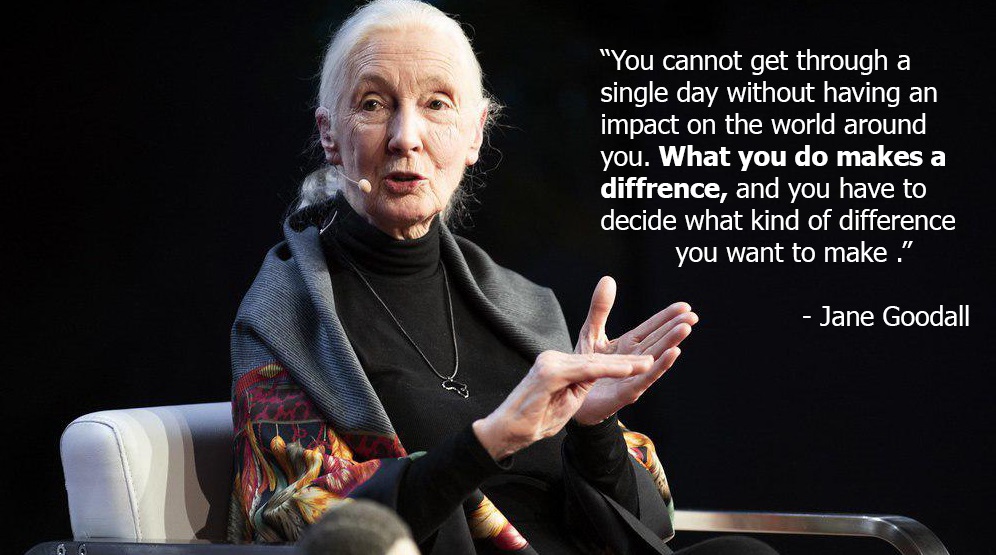 “You cannot get through a
single day without having an
impact on the world around
you. What you do makes a
diffrence, and you have to
decide what kind of difference
you want to make .”
- Jane Goodall